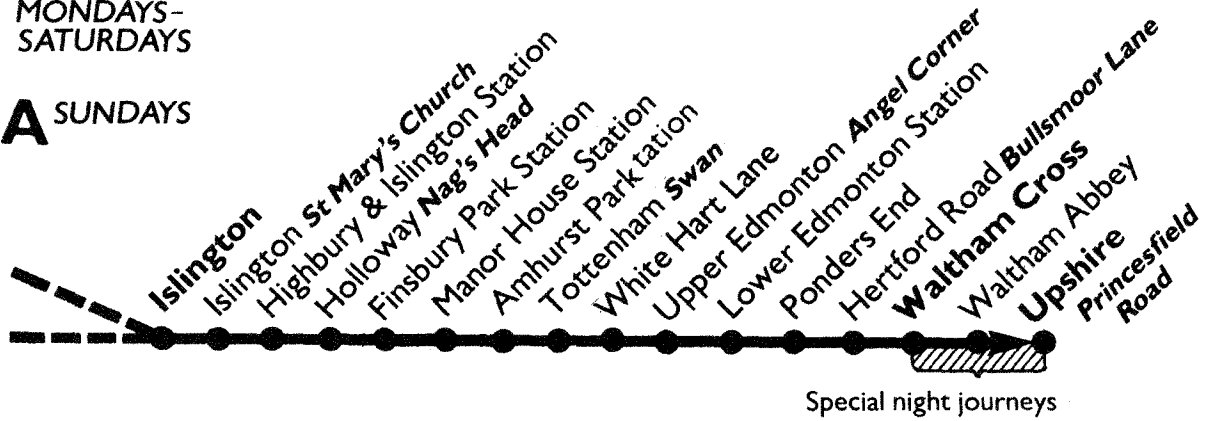 MONDAYS–
SATURDAYS
A SUNDAYS
Islington
Islington St Mary's Church
Highbury & Islington Station
Holloway Nag's Head
Finsbury Park Station
Manor House Station
Amhurst Park tation
Tottenham Swan
White Hart Lane
Upper Edmonton Angel Corner
Lower Edmonton Station
Ponders End
Hertford Road Bullsmoor Lane
Waltham Cross
Waltham Abbey
Upshire
Princesfield
Road
Special night journeys